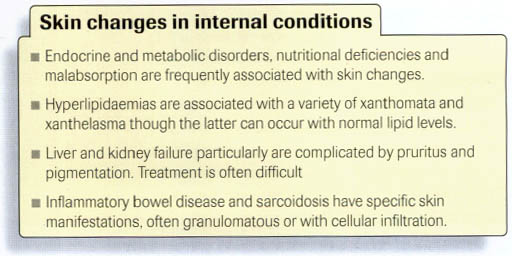 Skin changes in internal conditions
■ Endocrine and metabolic disorders, nutritional deficiencies and
malabsorption are frequently associated with skin changes.
■ Hyperlipidaemias are associated with a variety of xanthomata and
xanthelasma though the latter can occur with normal lipid levels.
■ Liver and kidney failure particularly are complicated by pruritus and
pigmentation. Treatment is often difficult
■ Inflammatory bowel disease and sarcoidosis have specific skin
manifestations, often granulomatous or with cellular infiltration.